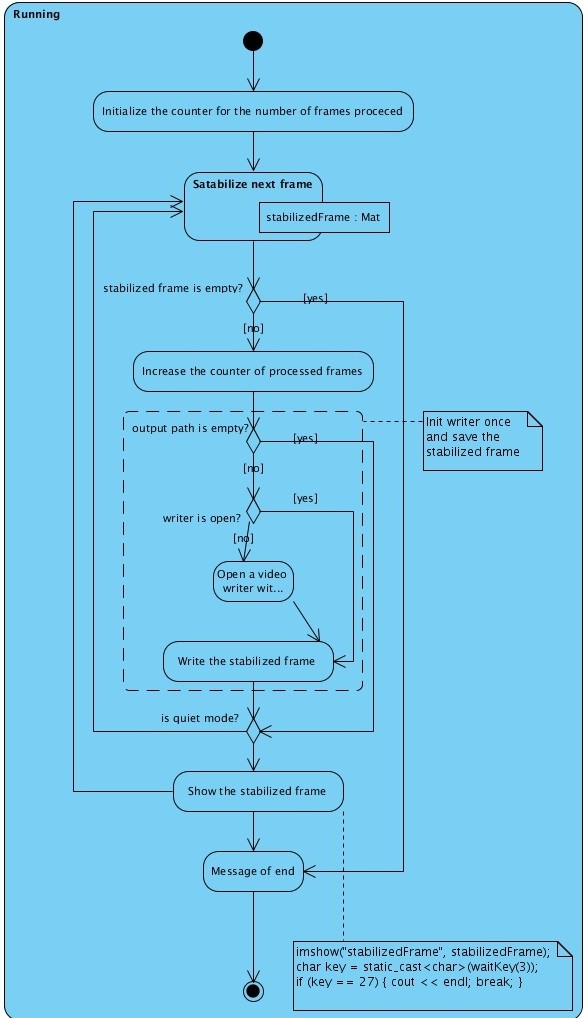 Running
Initialize the counter for the number of frames proceced
Satabilize next frame
stabilizedFrame : Mat
stabilized frame is empty?
[yes]
[no]
Increase the counter of processed frames
output path is empty?
[yes]
Init writer once
and save the
stabilized frame
[no]
[yes]
writer is open?
[no]
Open a video
writer wit...
Write the stabilized frame
is quiet mode?
Show the stabilized frame
Message of end
imshow("stabilizedFrame", stabilizedFrame);
char key = static_cast<char>(waitKey(3));
if (key == 27) { cout << endl; break; }